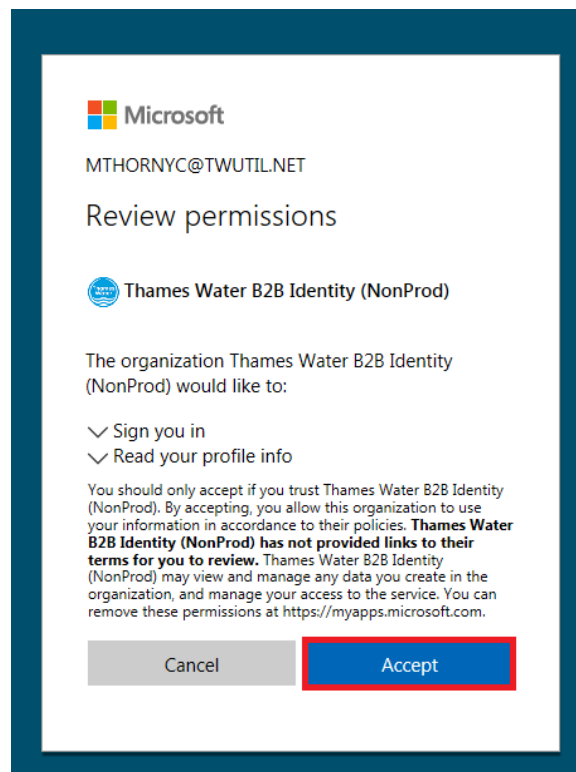 Microsoft
MTHORNYC@TWUTIL.NET
Review permissions
Thames Water
Thames Water B2B Identity (NonProd)
The organization Thames Water B2B Identity
(NonProd) would like to:
Sign you in
Read your profile info
You should only accept if you trust Thames Water B2B Identity
(NonProd). By accepting, you allow this organization to use
your information in accordance to their policies. Thames Water
B2B Identity (NonProd) has not provided links to their
terms for you to review. Thames Water B2B Identity
(NonProd) may view and manage any data you create in the
organization, and manage your access to the service. You can
remove these permissions at https://myapps.microsoft.com.
Cancel
Accept